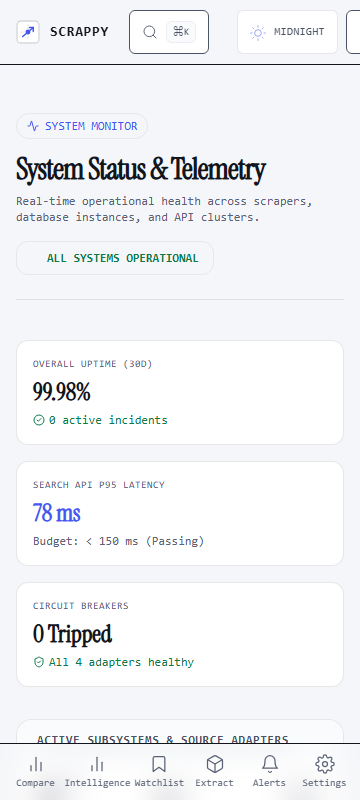 SCRAPPY
⌘K
MIDNIGHT
SYSTEM MONITOR
System Status & Telemetry
Real-time operational health across scrapers,
database instances, and API clusters.
ALL SYSTEMS OPERATIONAL
OVERALL UPTIME (30D)
99.98%
0 active incidents
SEARCH API P95 LATENCY
78 ms
Budget: < 150 ms (Passing)
CIRCUIT BREAKERS
0 Tripped
All 4 adapters healthy
ACTIVE SUBSYSTEMS & SOURCE ADAPTERS
Compare Intelligence Watchlist Extract Alerts Settings